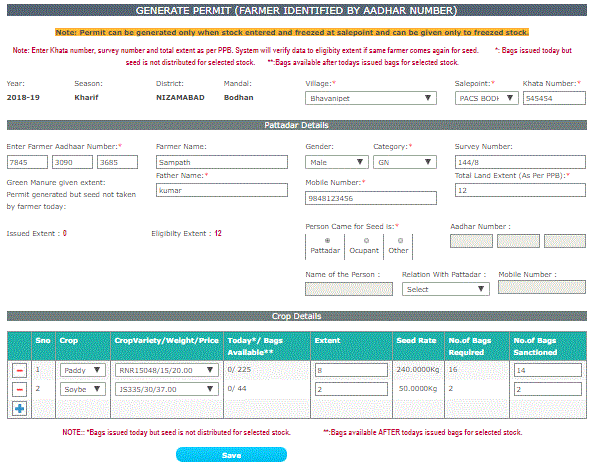 GENERATE PERMIT (FARMER IDENTIFIED BY AADHAR NUMBER)
Note: Permit can be generated only when stock entered and freezed at salepoint and can be given only to freezed stock.
Note: Enter Khata number, survey number and total extent as per PPB, System will verify data to eligibity extent if same farmer comes again for seed. *: Bags issued today but
seed is not distributed for selected stock. **:Bags available after todays issued bags for selected stock.
Year: Season: District: Mandal: Village:* Salepoint:* Khata Number:*
2018-19 Kharif NIZAMABAD Bodhan Bhavanipet PACS BODH 545454
Pattadar Details
Enter Farmer Aadhaar Number:* Farmer Name: Gender: Category:* Survey Number:
7845 3090 3685 Sampath Male GN 144/8
Father Name:* Total Land Extent (As Per PPB):*
Green Manure given extent: kumar Mobile Number:* 12
Permit generated but seed not taken 9848123456
by farmer today:
Person Came for Seed is:* Aadhar Number :
Issued Extent : 0 Eligibilty Extent : 12
Pattadar Ocupant Other
Name of the Person : Relation With Pattadar : Mobile Number :
Select
Crop Details
Sno Crop CropVariety/Weight/Price Today*/ Bags Available** Extent Seed Rate No.of Bags Required No.of Bags Sanctioned
1 Paddy RNR15048/15/20.00 0/ 225 8 240.0000Kg 16 14
2 Soybe JS335/30/37.00 0/ 44 2 50.0000Kg 2 2
NOTE:: *Bags issued today but seed is not distributed for selected stock. **:Bags available AFTER todays issued bags for selected stock.
Save